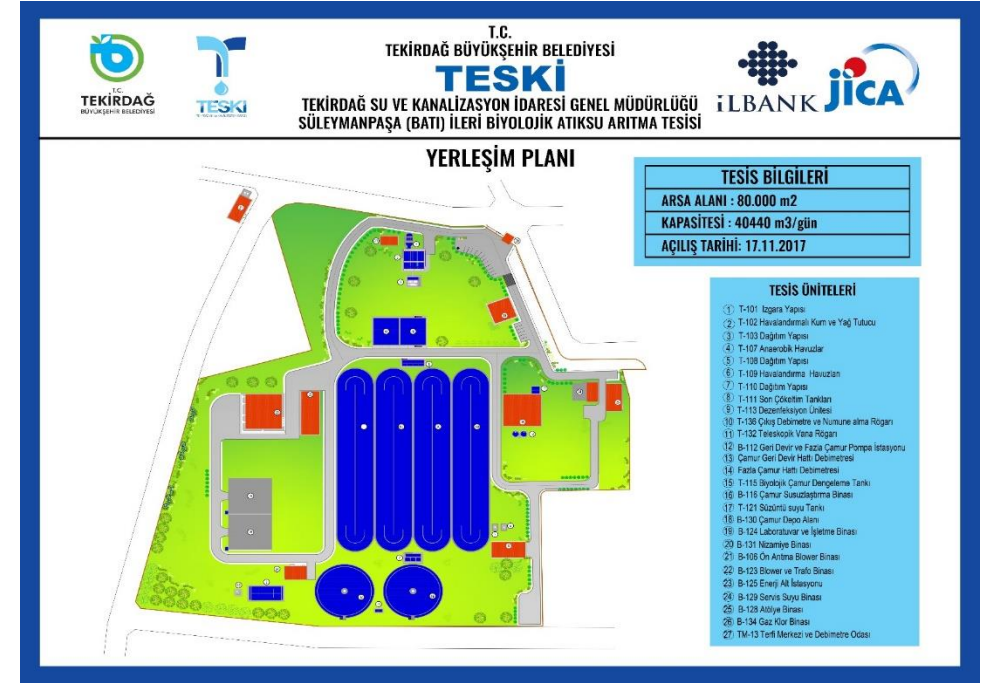 T.C.
TEKİRDAĞ BÜYÜKŞEHİR BELEDİYESİ
TESKİ
TEKİRDAĞ SU VE KANALİZASYON İDARESİ GENEL MÜDÜRLÜĞÜ
SÜLEYMANPAŞA (BATI) İLERİ BİYOLOJİK ATIKSU ARITMA TESİSİ
T.C.
TEKİRDAĞ
BÜYÜKŞEHİR BELEDİYESİ
TESKİ
iLBANK
jICA
YERLEŞİM PLANI
TESİS BİLGİLERİ
ARSA ALANI : 80.000 m2
KAPASİTESİ : 40440 m3/gün
AÇILIŞ TARİHİ: 17.11.2017
TESİS ÜNİTELERİ
1 T-101 Izgara Yapısı
2 T-102 Havalandırmalı Kum ve Yağ Tutucu
3 T-103 Dağıtım Yapısı
4 T-107 Anaerobik Havuzlar
5 T-108 Dağıtım Yapısı
6 T-109 Havalandırma Havuzları
7 T-110 Dağıtım Yapısı
8 T-111 Son Çökeltim Tankları
9 T-113 Dezenfeksiyon Ünitesi
10 T-136 Çıkış Debimetre ve Numune alma Rögarı
11 T-132 Teleskopik Vana Rögarı
12 B-112 Geri Devir ve Fazla Çamur Pompa İstasyonu
13 Çamur Geri Devir Hattı Debimetresi
14 Fazla Çamur Hattı Debimetresi
15 T-115 Biyolojik Çamur Dengeleme Tankı
16 B-116 Çamur Susuzlaştırma Binası
17 T-121 Süzüntü suyu Tankı
18 B-130 Çamur Depo Alanı
19 B-124 Laboratuvar ve İşletme Binası
20 B-131 Nizamiye Binası
21 B-106 Ön Arıtma Blower Binası
22 B-123 Blower ve Trafo Binası
23 B-125 Enerji Alt İstasyonu
24 B-129 Servis Suyu Binası
25 B-128 Atölye Binası
26 B-134 Gaz Klor Binası
27 TM-13 Terfi Merkezi ve Debimetre Odası